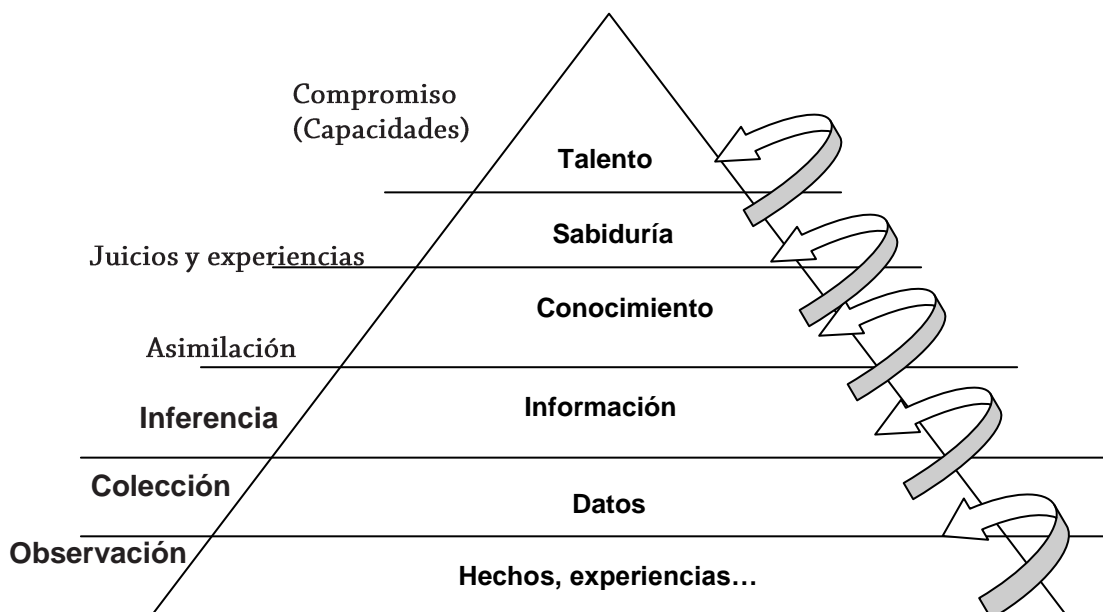 Compromiso
(Capacidades)
Talento
Sabiduría
Juicios y experiencias
Conocimiento
Asimilación
Información
Inferencia
Colección
Datos
Observación
Hechos, experiencias…